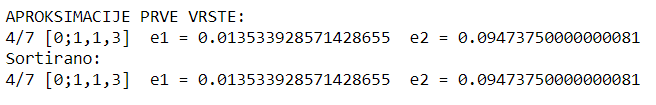 APROKSIMACIJE PRVE VRSTE:
4/7 [0;1,1,3]  e1 = 0.013533928571428655  e2 = 0.09473750000000081
Sortirano:
4/7 [0;1,1,3]  e1 = 0.013533928571428655  e2 = 0.09473750000000081